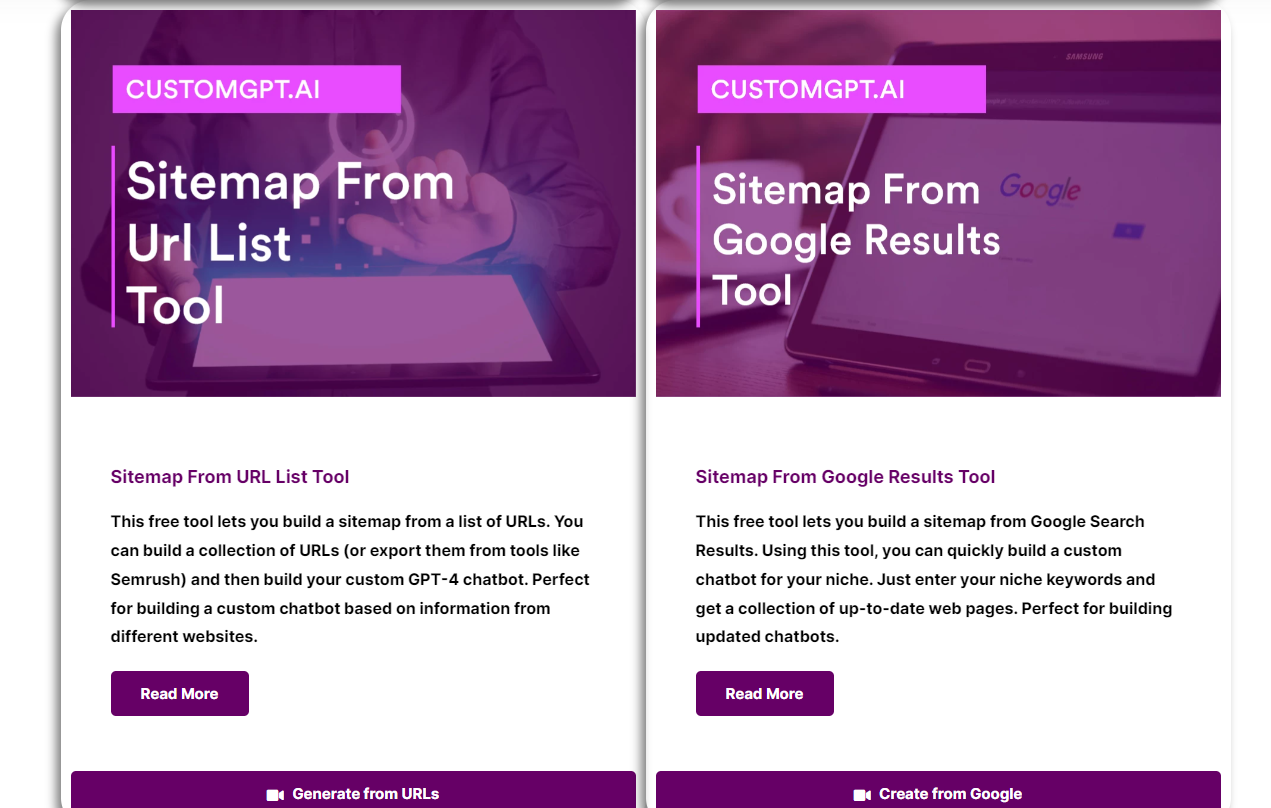 CUSTOMGPT.AI
Sitemap From
Url List
Tool
Sitemap From URL List Tool
This free tool lets you build a sitemap from a list of URLs. You
can build a collection of URLs (or export them from tools like
Semrush) and then build your custom GPT-4 chatbot. Perfect
for building a custom chatbot based on information from
different websites.
Read More
Generate from URLs
SAMSUNG
CUSTOMGPT.AI
Google
Sitemap From
Google Results
Tool
Sitemap From Google Results Tool
This free tool lets you build a sitemap from Google Search
Results. Using this tool, you can quickly build a custom
chatbot for your niche. Just enter your niche keywords and
get a collection of up-to-date web pages. Perfect for building
updated chatbots.
Read More
Create from Google